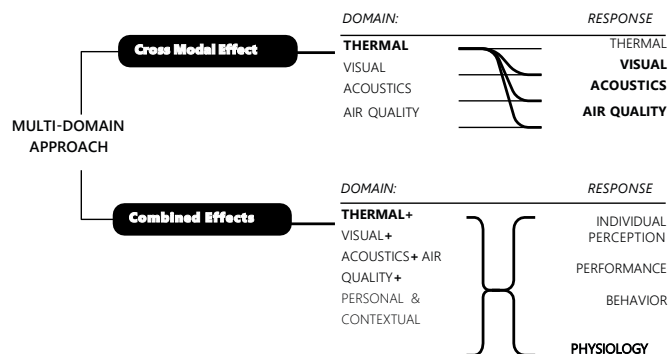 DOMAIN: RESPONSE
Cross Modal Effect
THERMAL THERMAL
VISUAL VISUAL
ACOUSTICS ACOUSTICS
AIR QUALITY AIR QUALITY
MULTI-DOMAIN
APPROACH
DOMAIN: RESPONSE
Combined Effects
THERMAL+ INDIVIDUAL
VISUAL+ PERCEPTION
ACOUSTICS+ AIR
QUALITY+ PERFORMANCE
PERSONAL & BEHAVIOR
CONTEXTUAL
PHYSIOLOGY